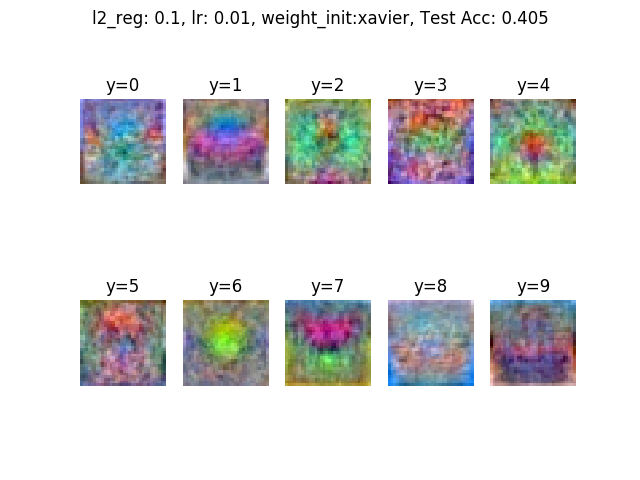 l2_reg: 0.1, lr: 0.01, weight_init:xavier, Test Acc: 0.405
y=0 y=1 y=2 y=3 y=4
y=5 y=6 y=7 y=8 y=9